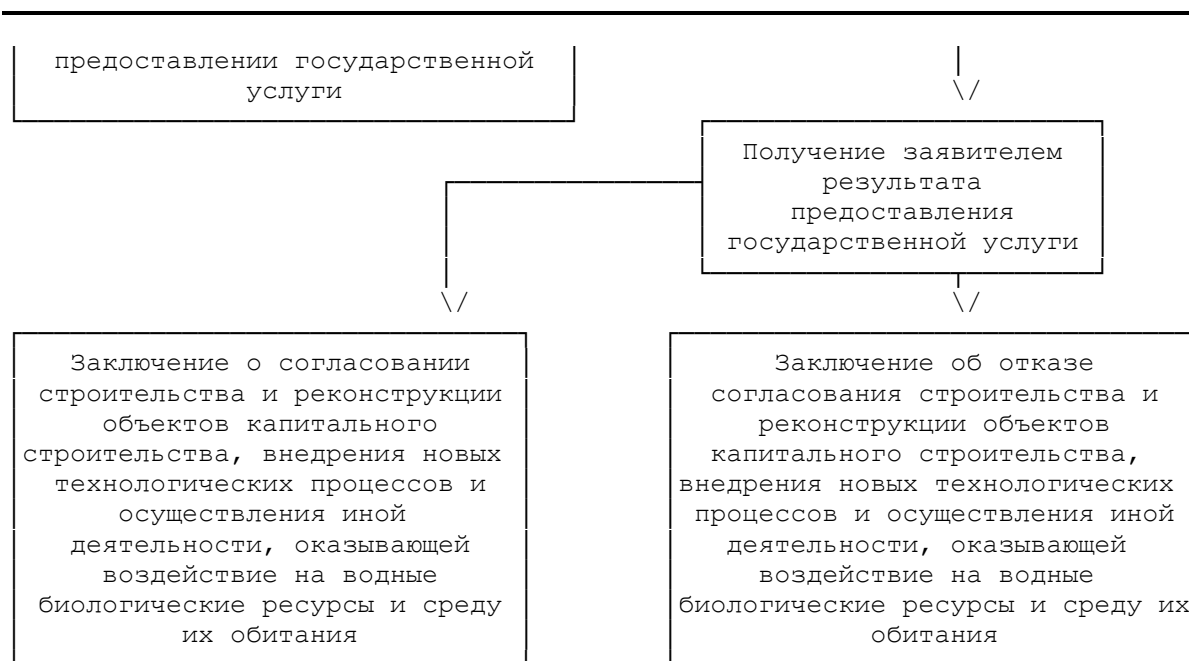 предоставлении государственной
услуги
\/
Получение заявителем
результата
предоставления
государственной услуги
\/
\/
Заключение о согласовании
строительства и реконструкции
объектов капитального
строительства, внедрения новых
технологических процессов и
осуществления иной
деятельности, оказывающей
воздействие на водные
биологические ресурсы и среду
их обитания
Заключение об отказе
согласования строительства и
реконструкции объектов
капитального строительства,
внедрения новых технологических
процессов и осуществления иной
деятельности, оказывающей
воздействие на водные
биологические ресурсы и среду их
обитания